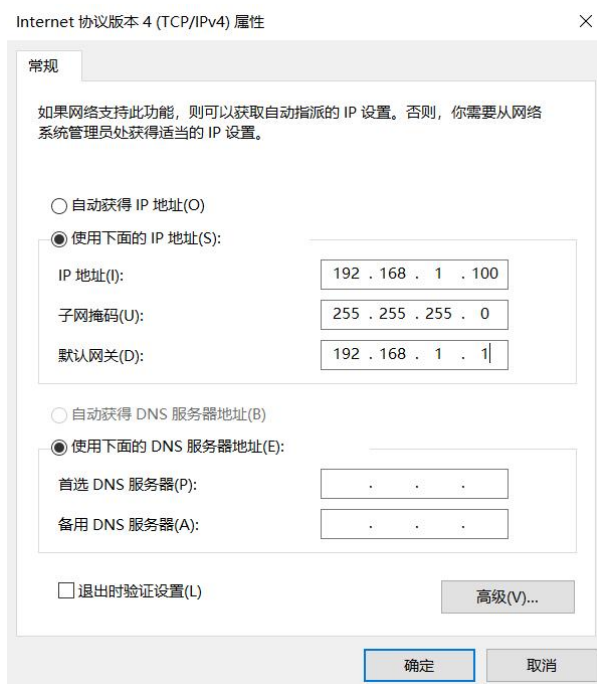 Internet 协议版本 4 (TCP/IPv4) 属性
常规
如果网络支持此功能，则可以获取自动指派的 IP 设置。否则，你需要从网络
系统管理员处获得适当的 IP 设置。
自动获得 IP 地址(O)
使用下面的 IP 地址(S):
IP 地址(I): 192 . 168 . 1 . 100
子网掩码(U): 255 . 255 . 255 . 0
默认网关(D): 192 . 168 . 1 . 1
自动获得 DNS 服务器地址(B)
使用下面的 DNS 服务器地址(E):
首选 DNS 服务器(P): . . .
备用 DNS 服务器(A): . . .
退出时验证设置(L)
高级(V)...
确定 取消